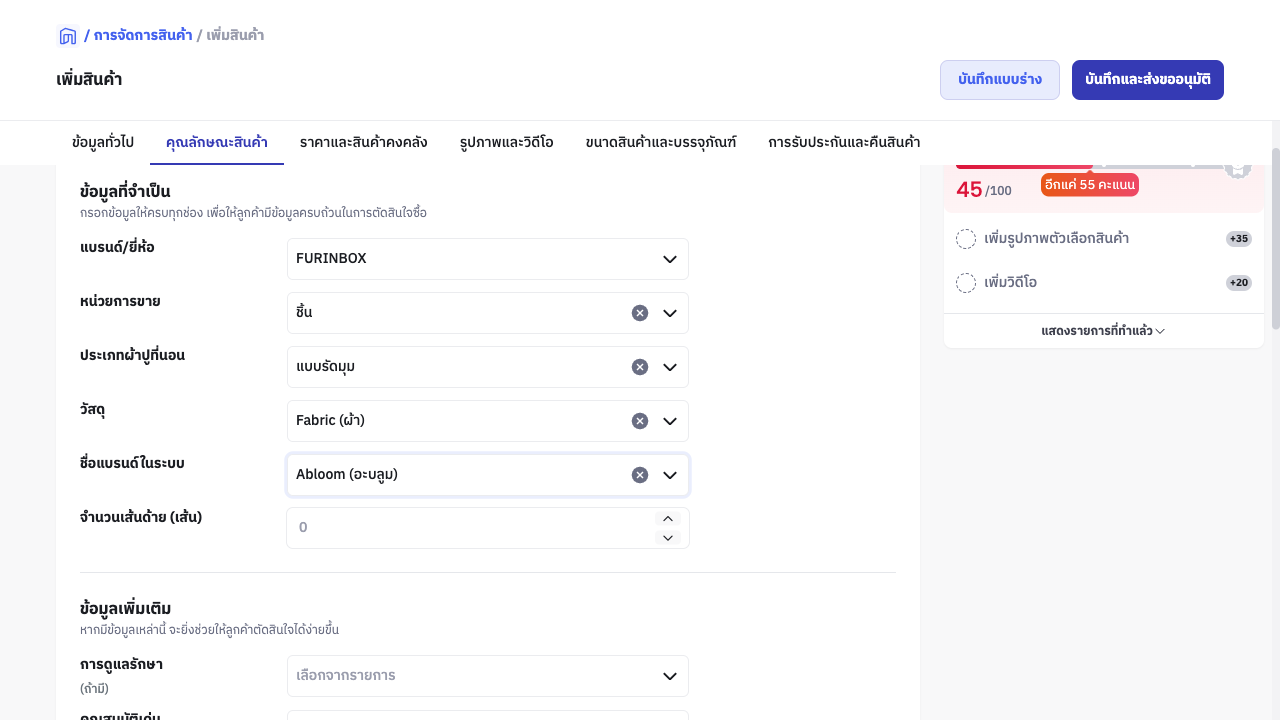 / การจัดการสินค้า / เพิ่มสินค้า
เพิ่มสินค้า
บันทึกแบบร่าง
บันทึกและส่งขออนุมัติ
ข้อมูลทั่วไป
คุณลักษณะสินค้า
ราคาและสินค้าคงคลัง
รูปภาพและวิดีโอ
ขนาดสินค้าและบรรจุภัณฑ์
การรับประกันและคืนสินค้า
ข้อมูลที่จำเป็น
กรอกข้อมูลให้ครบทุกช่อง เพื่อให้ลูกค้ามีข้อมูลครบถ้วนในการตัดสินใจซื้อ
แบรนด์/ยี่ห้อ
FURINBOX
หน่วยการขาย
ชิ้น
ประเภทผ้าปูที่นอน
แบบรัดมุม
วัสดุ
Fabric (ผ้า)
ชื่อแบรนด์ในระบบ
Abloom (อะบลูม)
จำนวนเส้นด้าย (เส้น)
0
ข้อมูลเพิ่มเติม
หากมีข้อมูลเหล่านี้ จะยิ่งช่วยให้ลูกค้าตัดสินใจได้ง่ายขึ้น
การดูแลรักษา
(ถ้ามี)
เลือกจากรายการ
คุณสมบัติเด่น
45/100
อีกแค่ 55 คะแนน
เพิ่มรูปภาพตัวเลือกสินค้า
+35
เพิ่มวิดีโอ
+20
แสดงรายการที่ทำแล้ว